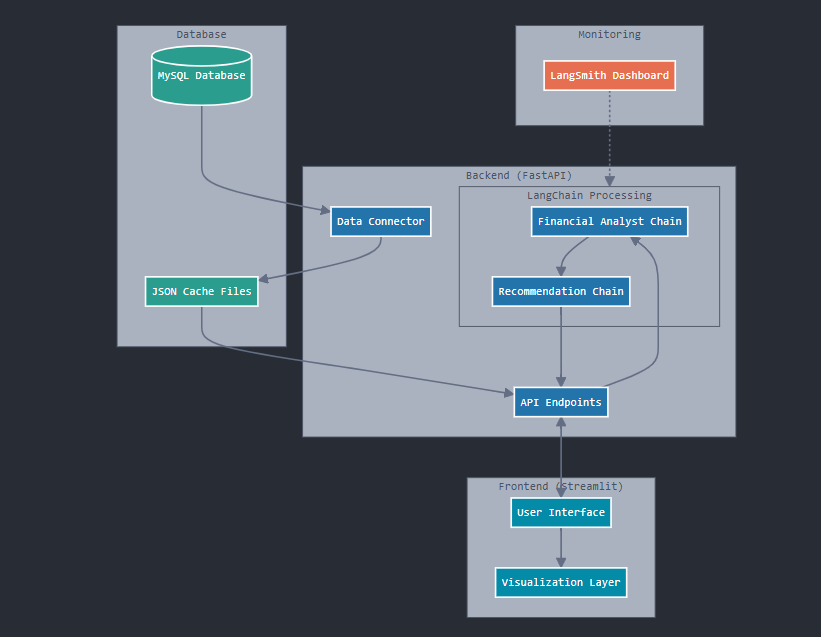 Database
MySQL Database
Monitoring
LangSmith Dashboard
Backend (FastAPI)
LangChain Processing
Data Connector
Financial Analyst Chain
JSON Cache Files
Recommendation Chain
API Endpoints
Frontend (Streamlit)
User Interface
Visualization Layer